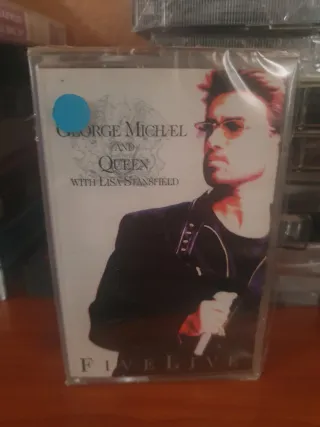 GEORGE MICHAEL
AND
QUEEN
WITH LISA STANSFIELD
FIVE LIVE